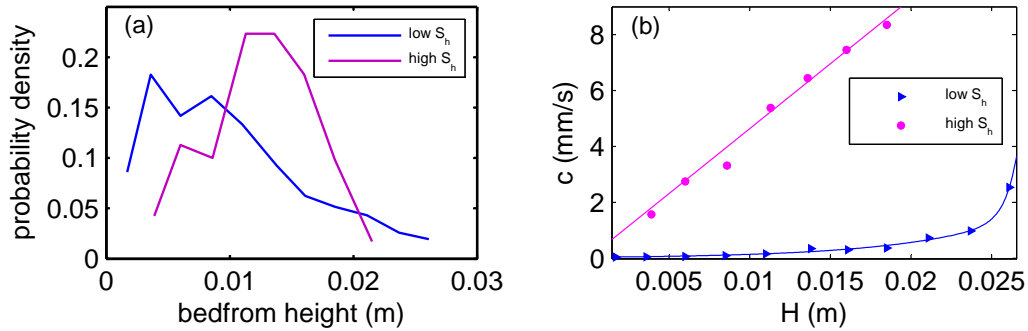 (a)
low S_h
high S_h
probability density
0.2
0.15
0.1
0.05
0
0
0.01
0.02
0.03
bedfrom height (m)
(b)
low S_h
high S_h
c (mm/s)
8
6
4
2
0
0.005
0.01
0.015
0.02
0.025
H (m)